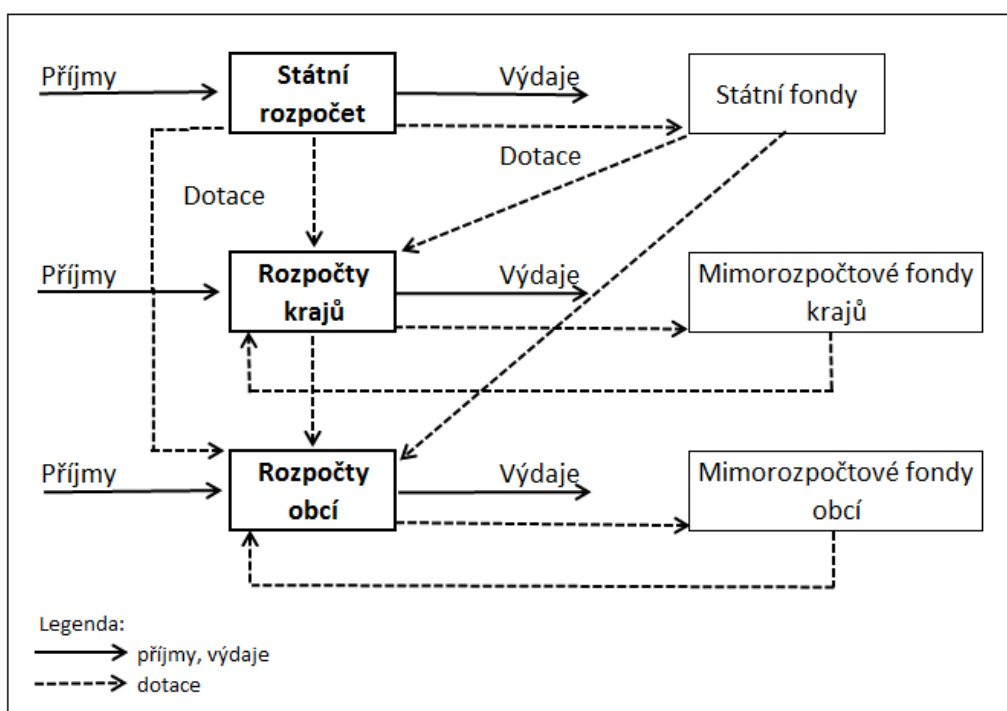 Příjmy
Státní
rozpočet
Výdaje
Státní fondy
Dotace
Dotace
Příjmy
Rozpočty
krajů
Výdaje
Mimorozpočtové fondy
krajů
Příjmy
Rozpočty
obcí
Výdaje
Mimorozpočtové fondy
obcí
Legenda:
příjmy, výdaje
dotace